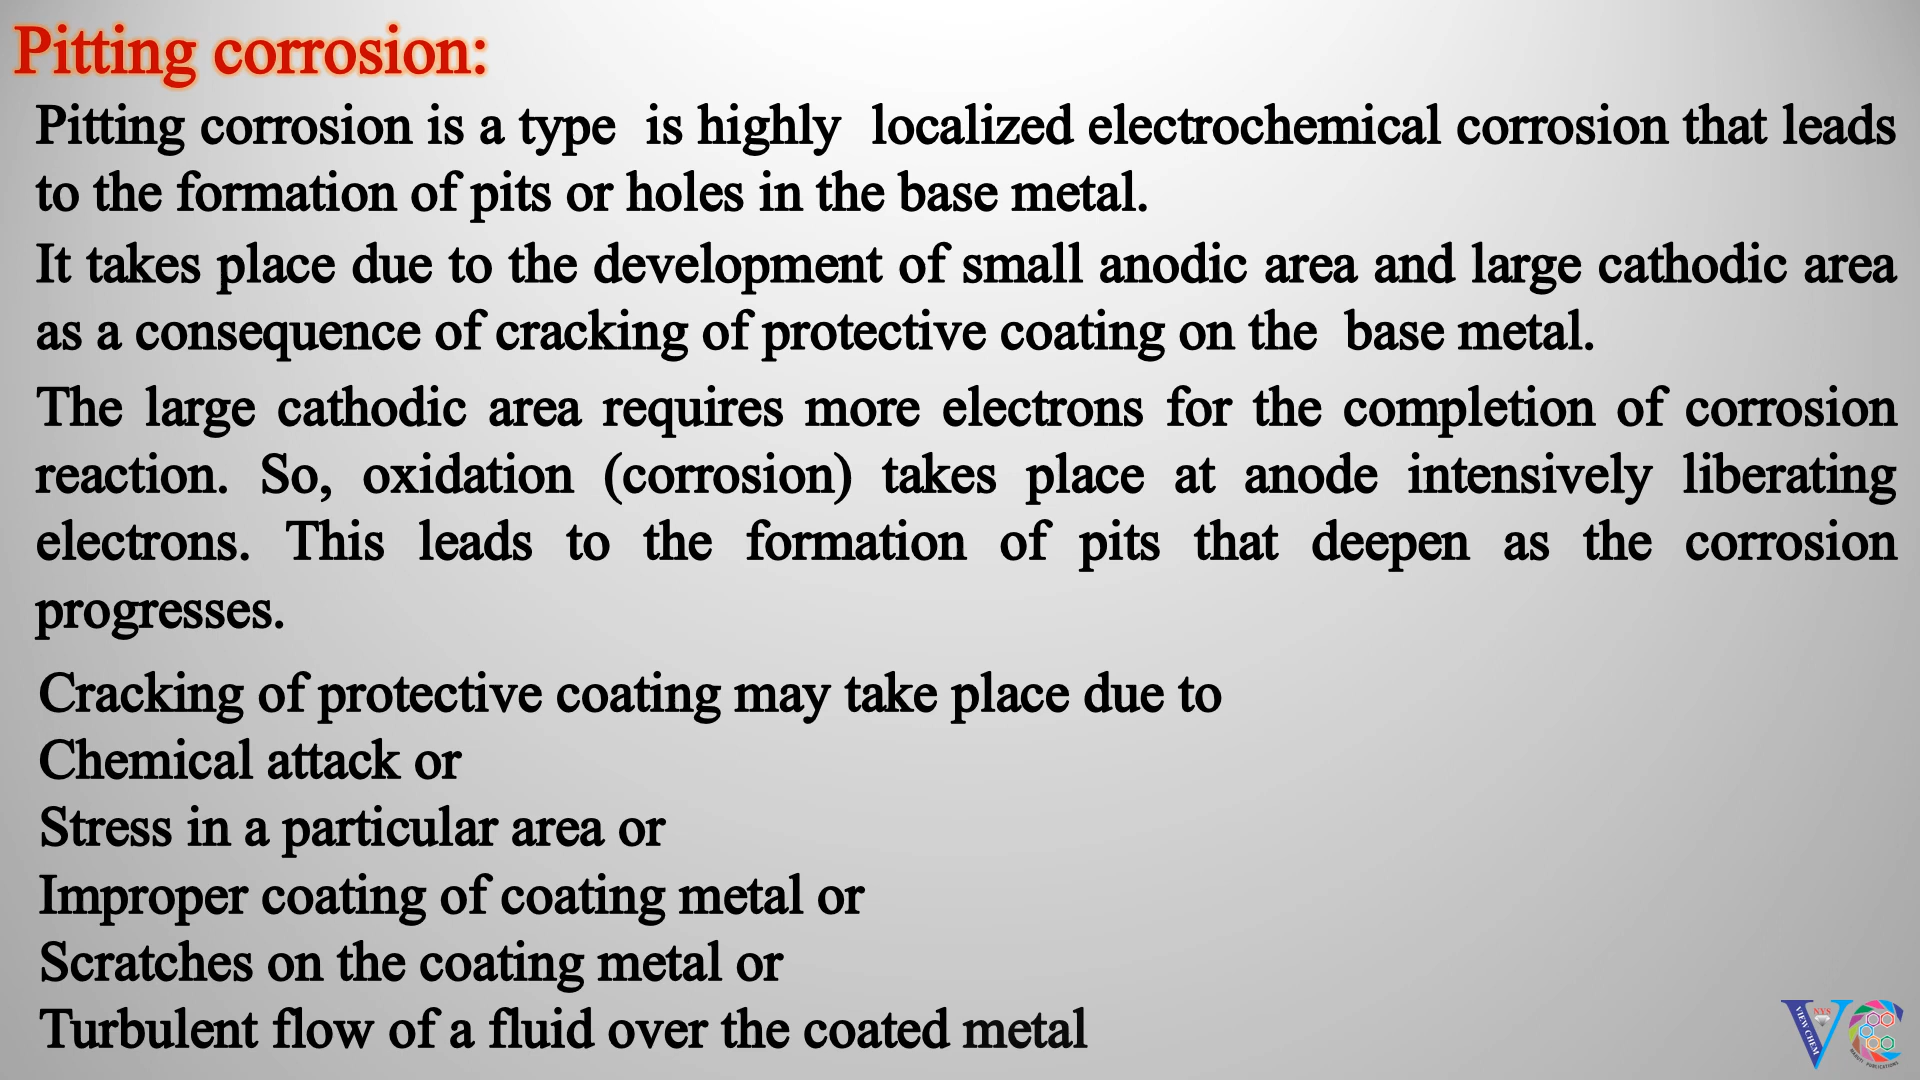 Pitting corrosion:
Pitting corrosion is a type is highly localized electrochemical corrosion that leads
to the formation of pits or holes in the base metal.
It takes place due to the development of small anodic area and large cathodic area
as a consequence of cracking of protective coating on the base metal.
The large cathodic area requires more electrons for the completion of corrosion
reaction. So, oxidation (corrosion) takes place at anode intensively liberating
electrons. This leads to the formation of pits that deepen as the corrosion
progresses.
Cracking of protective coating may take place due to
Chemical attack or
Stress in a particular area or
Improper coating of coating metal or
Scratches on the coating metal or
Turbulent flow of a fluid over the coated metal
VC
NYS
VIEW CHEM
PUBLICATIONS